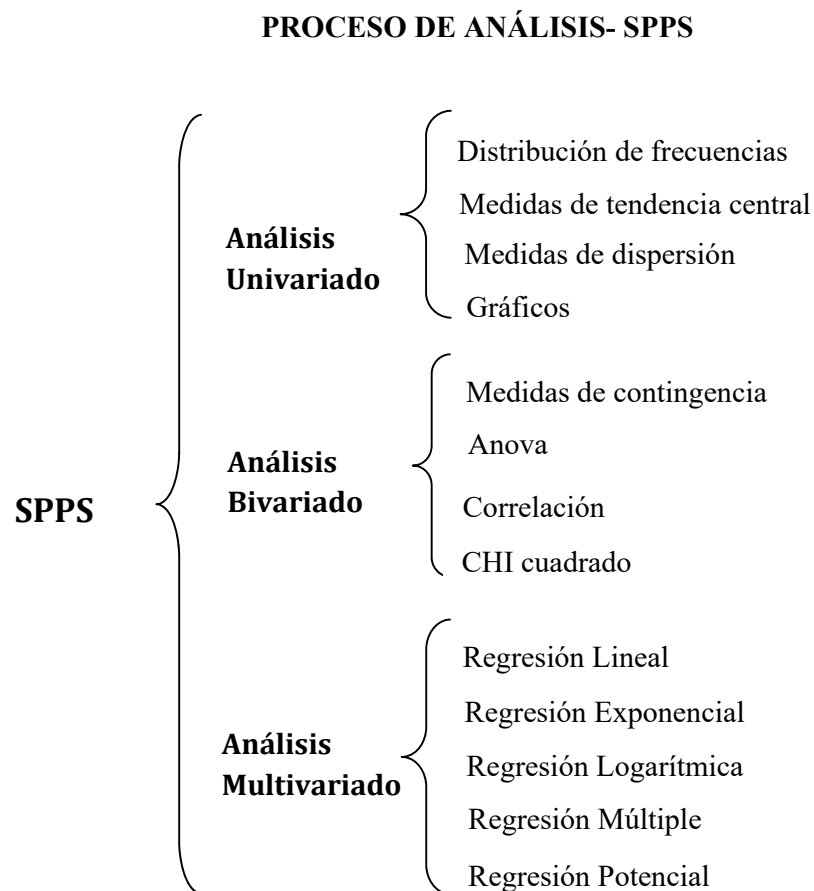 PROCESO DE ANÁLISIS- SPPS
SPPS
Análisis
Univariado
Distribución de frecuencias
Medidas de tendencia central
Medidas de dispersión
Gráficos
Análisis
Bivariado
Medidas de contingencia
Anova
Correlación
CHI cuadrado
Análisis
Multivariado
Regresión Lineal
Regresión Exponencial
Regresión Logarítmica
Regresión Múltiple
Regresión Potencial